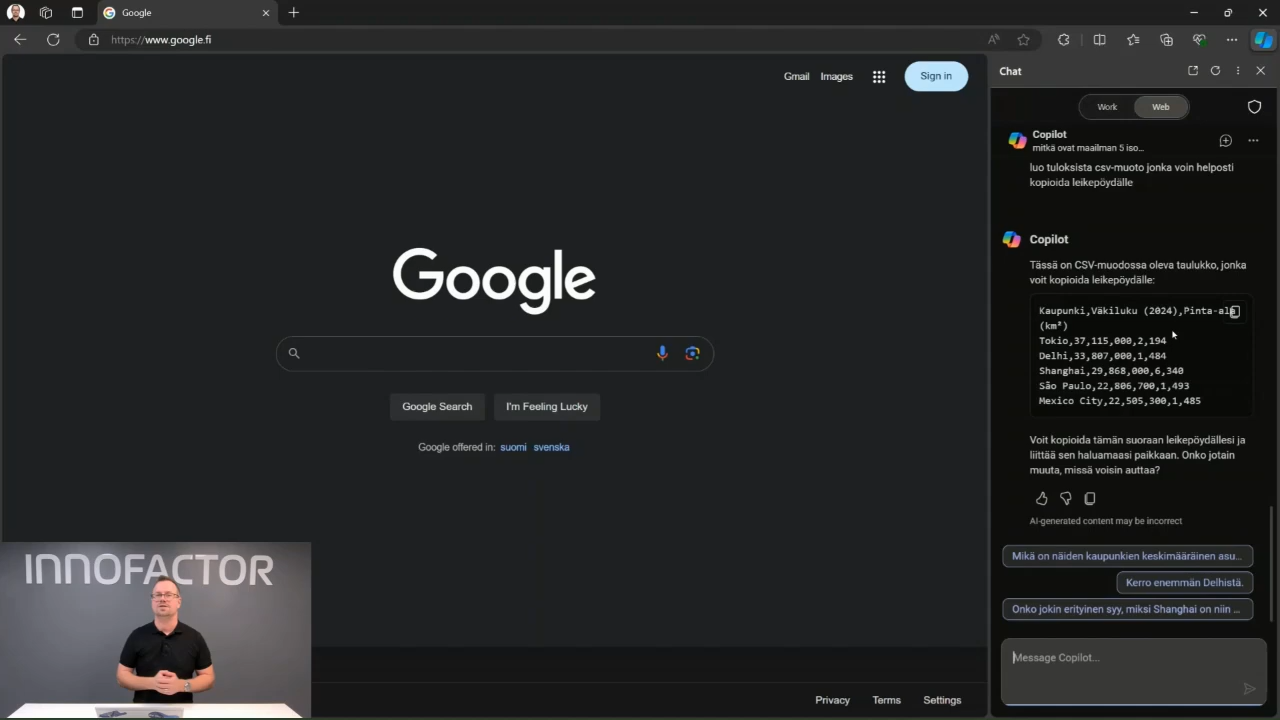 Google
https://www.google.fi
Gmail
Images
Sign in
Google
Google Search
I'm Feeling Lucky
Google offered in: suomi svenska
Privacy
Terms
Settings
INNOFACTOR
Chat
Work
Web
Copilot
mitkä ovat maailman 5 iso...
luo tuloksista csv-muoto jonka voin helposti
kopioida leikepöydälle
Copilot
Tässä on CSV-muodossa oleva taulukko, jonka
voit kopioida leikepöydälle:
Kaupunki,Väkiluku (2024),Pinta-ala
(km²)
Tokio,37,115,000,2,194
Delhi,33,807,000,1,484
Shanghai,29,868,000,6,340
São Paulo,22,806,700,1,493
Mexico City,22,505,300,1,485
Voit kopioida tämän suoraan leikepöydällesi ja
liittää sen haluamaasi paikkaan. Onko jotain
muuta, missä voisin auttaa?
AI-generated content may be incorrect
Mikä on näiden kaupunkien keskimääräinen asu...
Kerro enemmän Delhistä.
Onko jokin erityinen syy, miksi Shanghai on niin ...
Message Copilot...